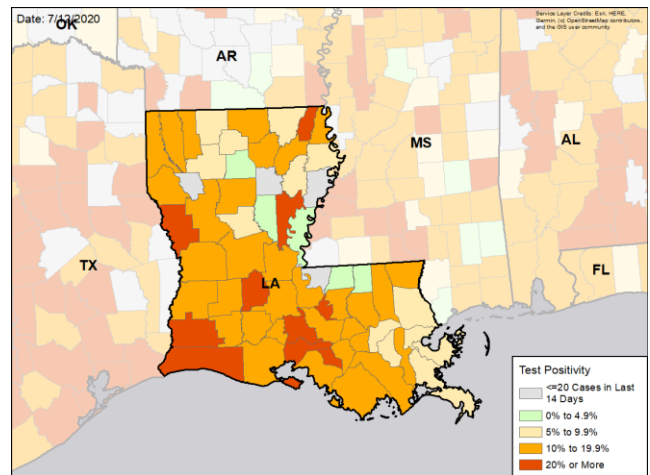 Date: 7/12/2020
Service Layer Credits: Esri, HERE,
Garmin, (c) OpenStreetMap contributors,
and the GIS user community
OK
AR
MS
AL
TX
LA
FL
Test Positivity
<=20 Cases in Last
14 Days
0% to 4.9%
5% to 9.9%
10% to 19.9%
20% or More